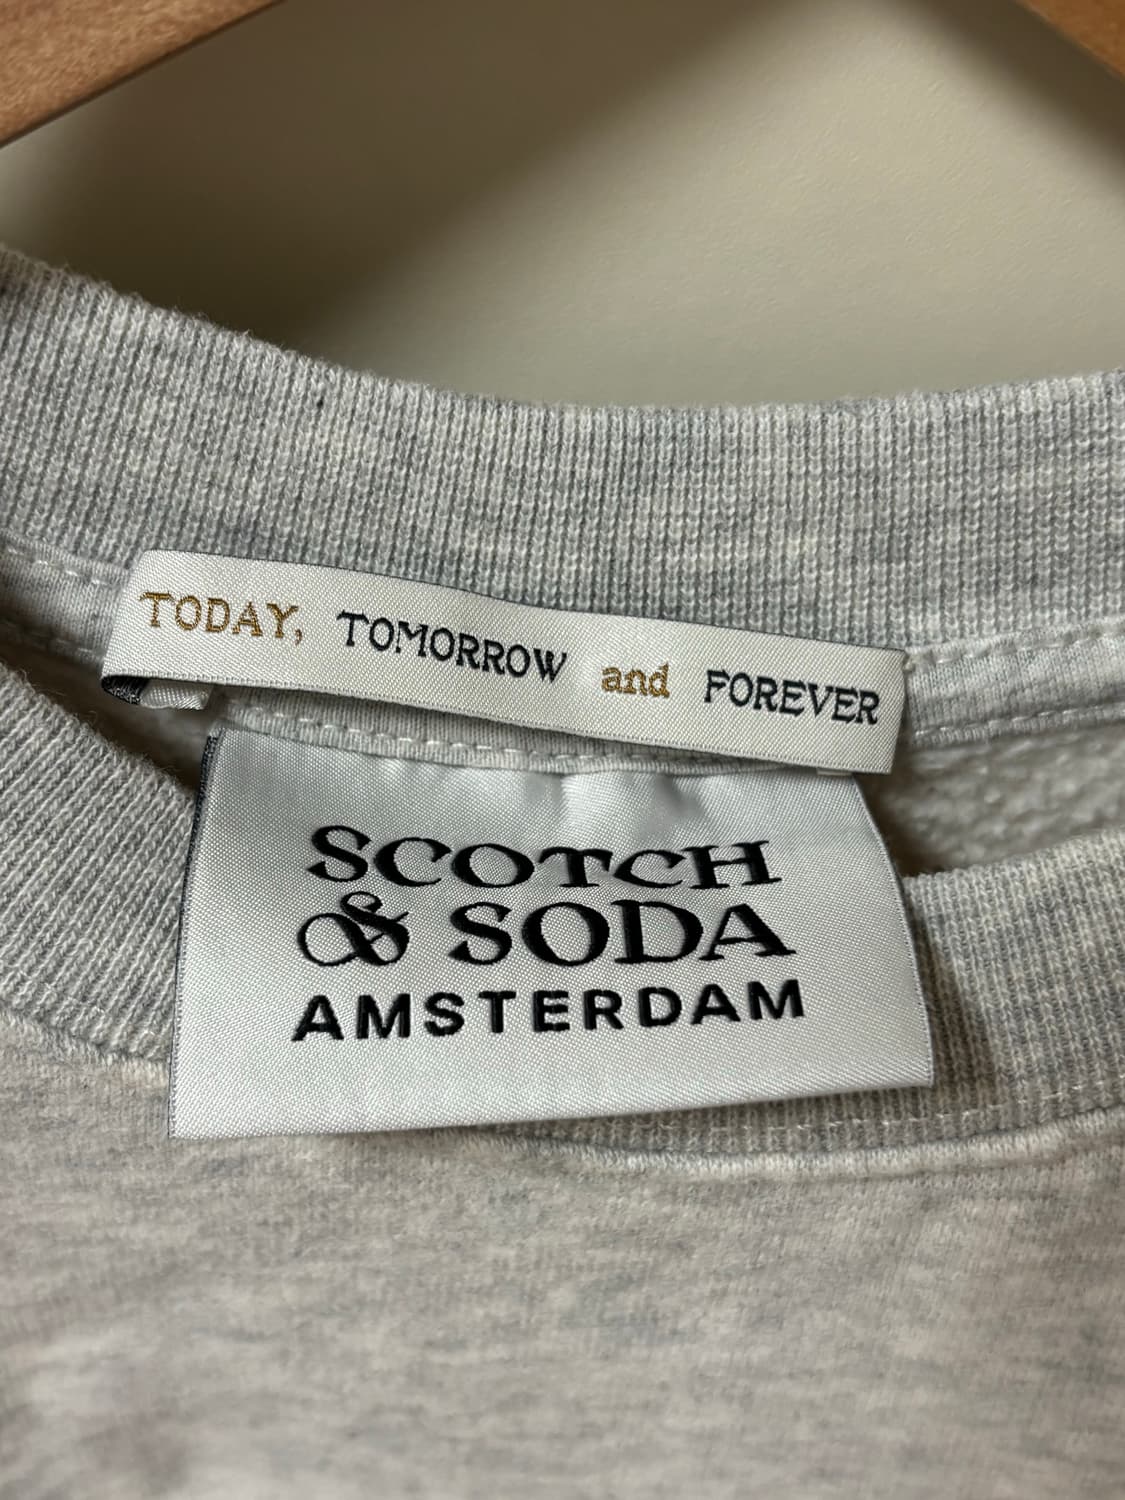 TODAY, TOMORROW and FOREVER
SCOTCH
& SODA
AMSTERDAM